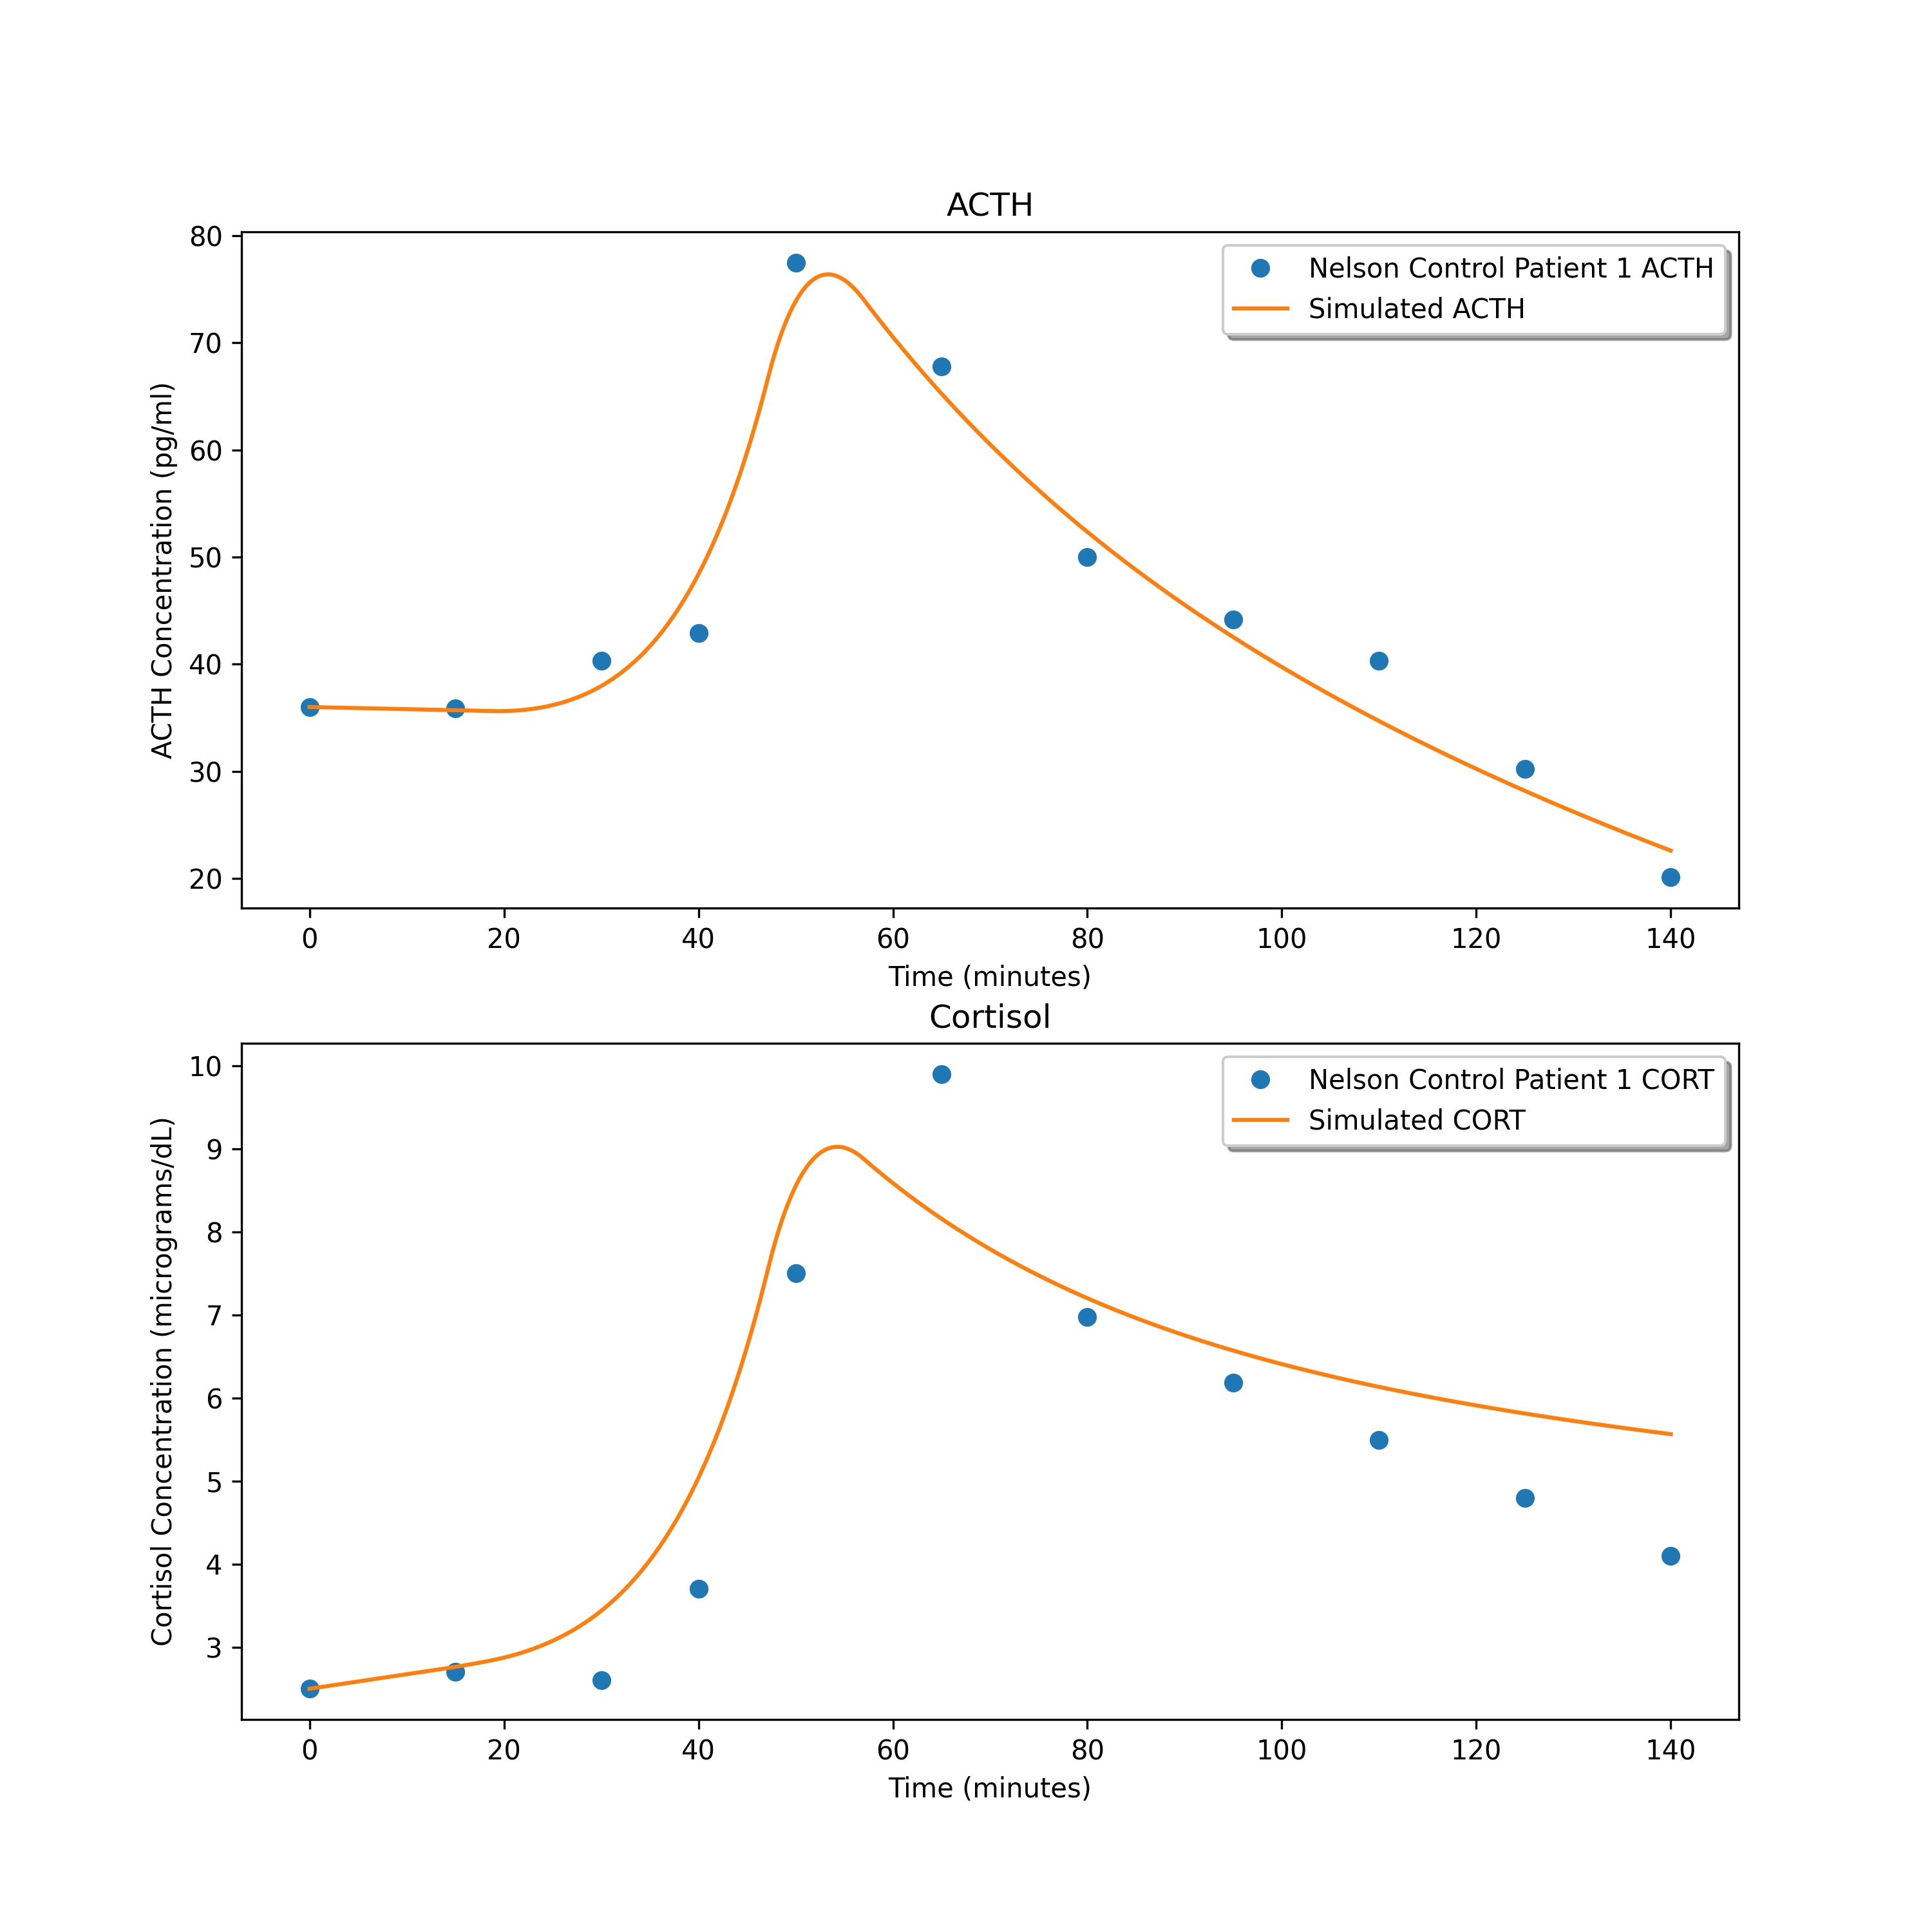 ACTH
80
70
60
50
40
30
20
ACTH Concentration (pg/ml)
Nelson Control Patient 1 ACTH
Simulated ACTH
0 20 40 60 80 100 120 140
Time (minutes)
Cortisol
10
9
8
7
6
5
4
3
Cortisol Concentration (micrograms/dL)
Nelson Control Patient 1 CORT
Simulated CORT
0 20 40 60 80 100 120 140
Time (minutes)